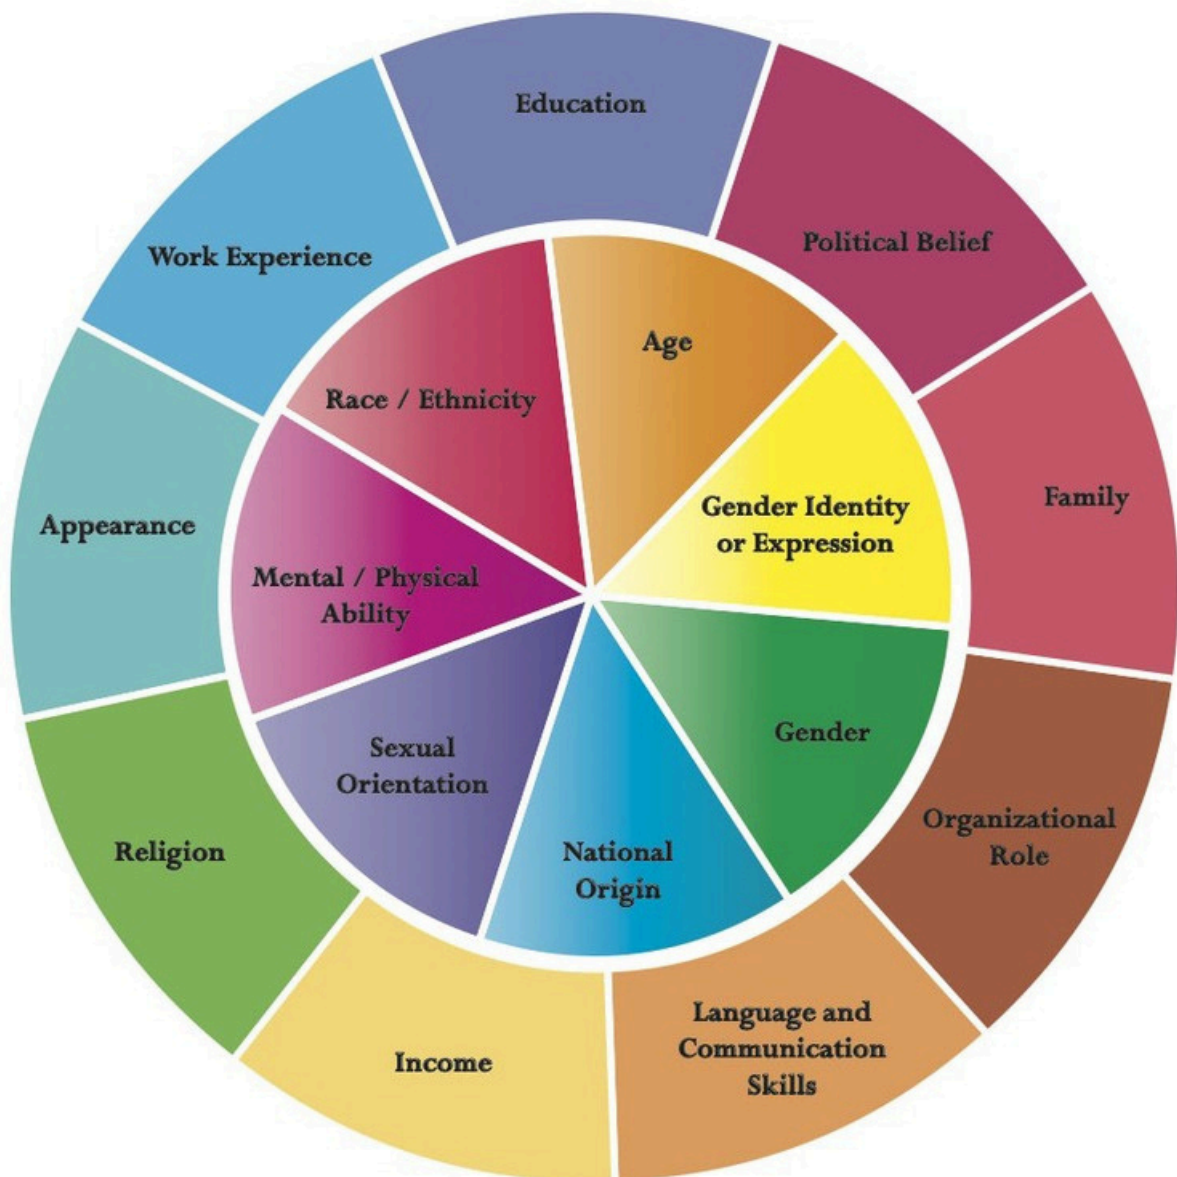 Education
Political Belief
Family
Organizational
Role
Language and
Communication
Skills
Income
Religion
Appearance
Work Experience
Age
Gender Identity
or Expression
Gender
National
Origin
Sexual
Orientation
Mental / Physical
Ability
Race / Ethnicity